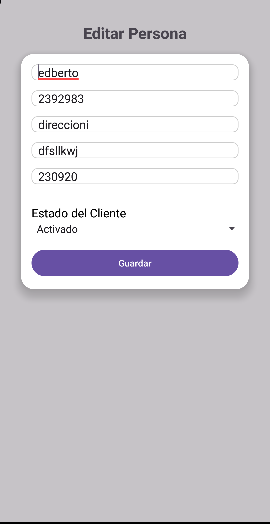 Editar Persona
edberto
2392983
direccioni
dfsllkwj
230920
Estado del Cliente
Activado
Guardar